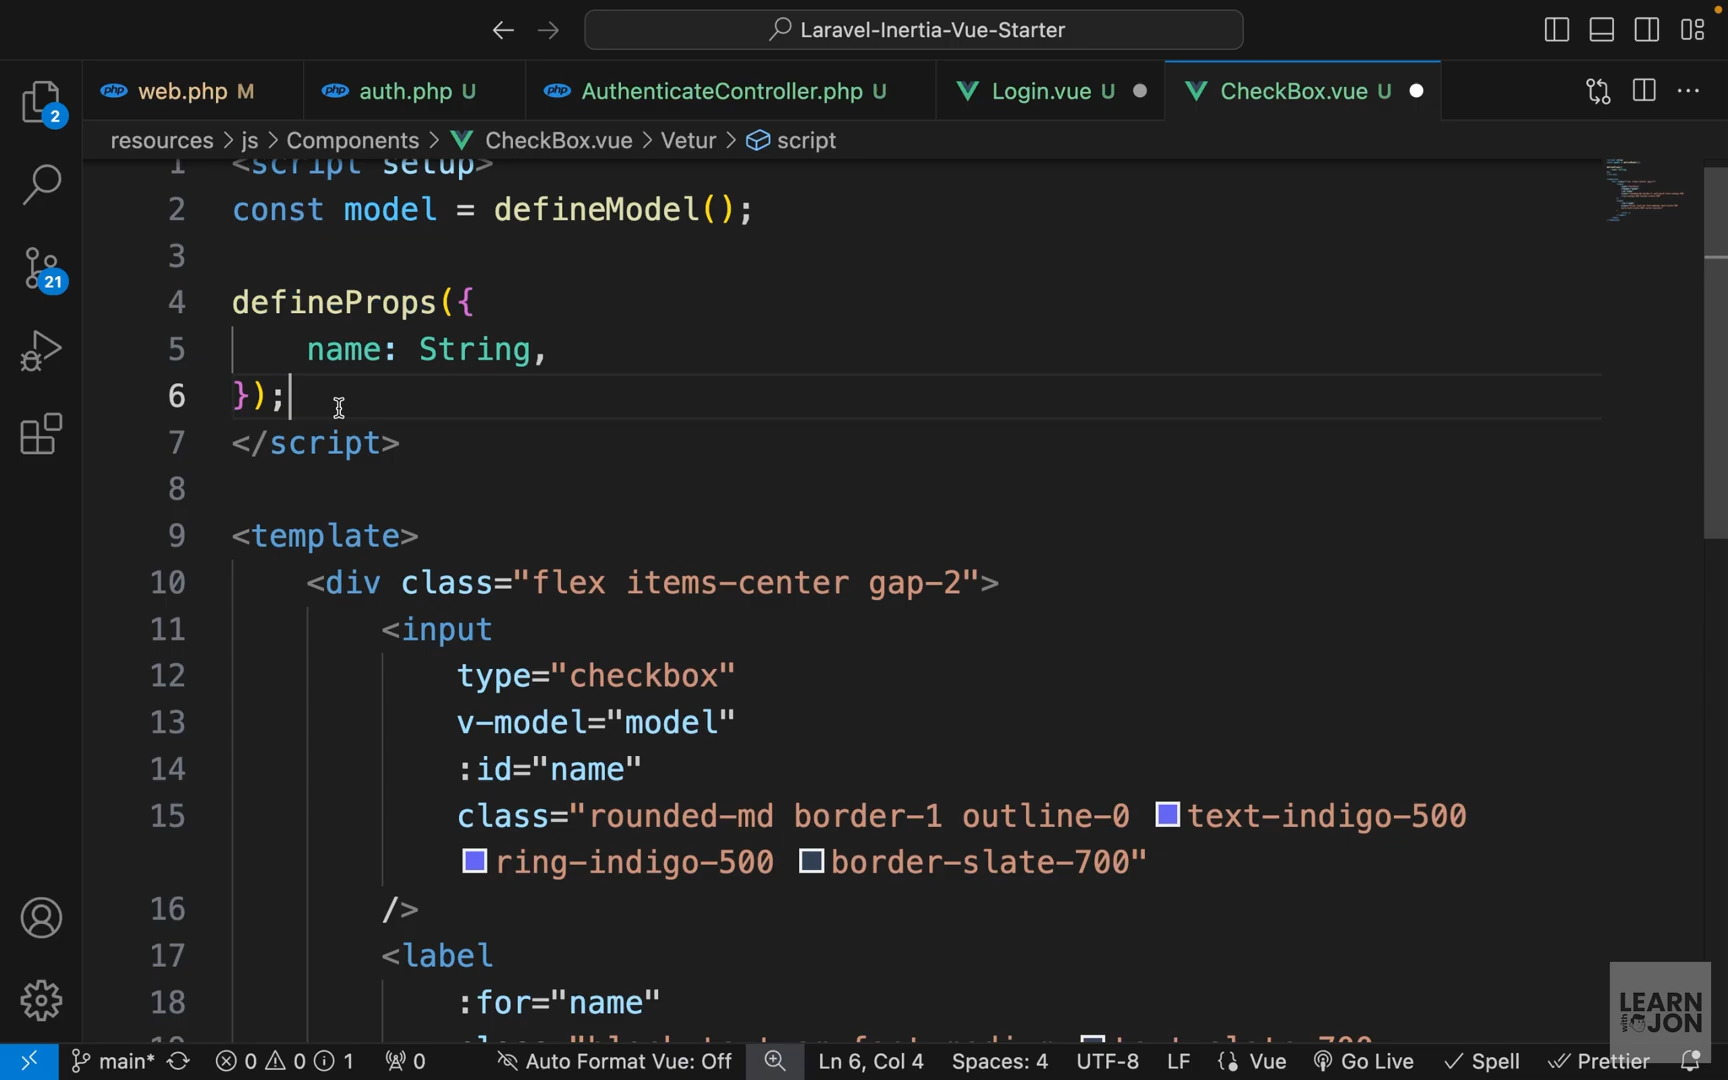 Laravel-Inertia-Vue-Starter
web.php M
auth.php U
AuthenticateController.php U
Login.vue U
CheckBox.vue U
resources > js > Components > CheckBox.vue > Vetur > script
1 <script setup>
2 const model = defineModel();
3
4 defineProps({
5 name: String,
6 });
7 </script>
8
9 <template>
10 <div class="flex items-center gap-2">
11 <input
12 type="checkbox"
13 v-model="model"
14 :id="name"
15 class="rounded-md border-1 outline-0 text-indigo-500
ring-indigo-500 border-slate-700"
16 />
17 <label
18 :for="name"
2
21
main* 0 0 1 0 Auto Format Vue: Off Ln 6, Col 4 Spaces: 4 UTF-8 LF {} Vue Go Live Spell Prettier
LEARN
with JON